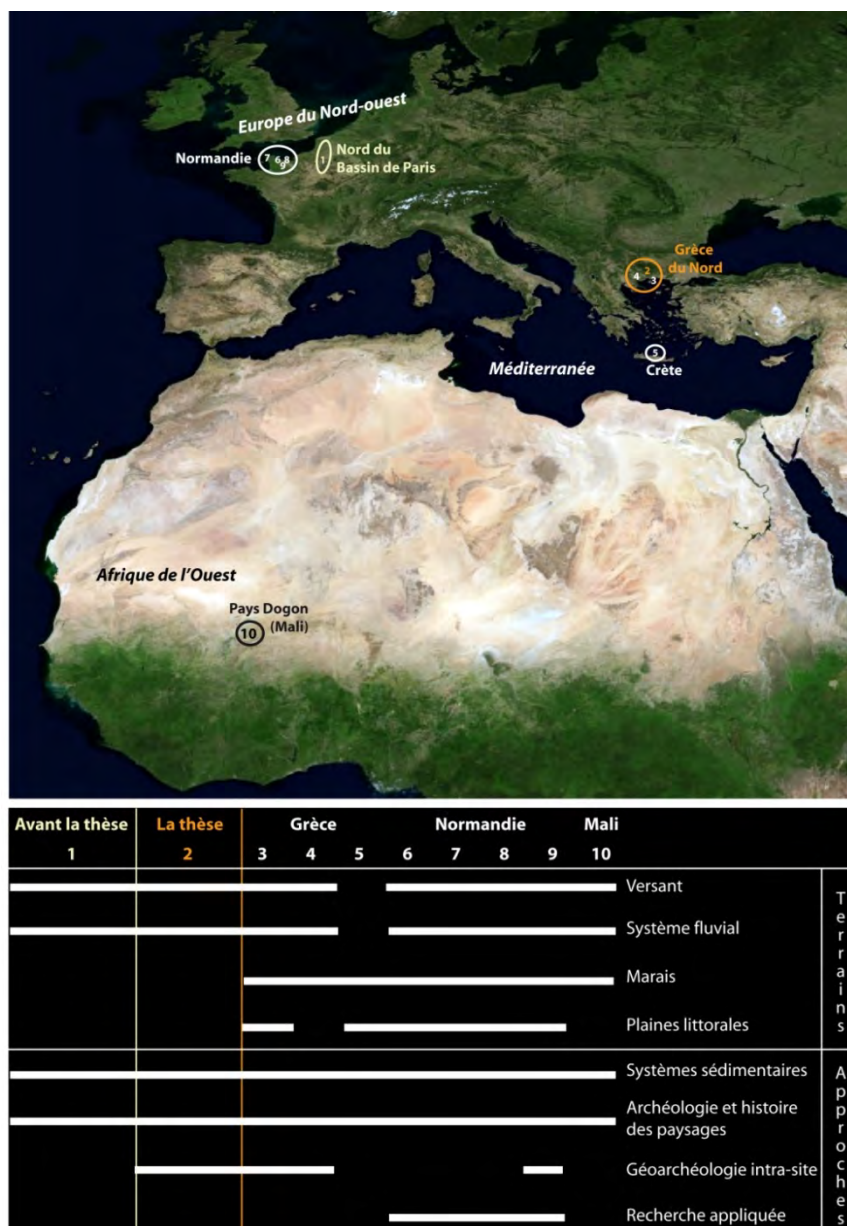 Europe du Nord-ouest
Normandie
7 6 8
9
1
Nord du
Bassin de Paris
Grèce
du Nord
4 2 3
5
Crète
Méditerranée
Afrique de l'Ouest
Pays Dogon
(Mali)
10
Avant la thèse La thèse Grèce Normandie Mali
1 2 3 4 5 6 7 8 9 10
Versant
Système fluvial
Marais
Plaines littorales
Terrains
Systèmes sédimentaires
Archéologie et histoire
des paysages
Géoarchéologie intra-site
Recherche appliquée
Approches